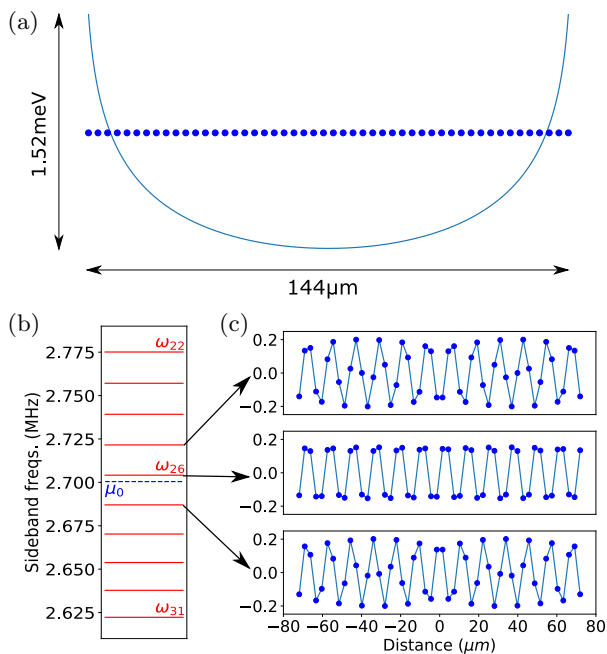 (a)
1.52meV
144μm
(b)
(c)
Sideband freqs. (MHz)
2.775
2.750
2.725
2.700
2.675
2.650
2.625
ω22
ω26
μ0
ω31
0.2
0.0
−0.2
0.2
0.0
−0.2
0.2
0.0
−0.2
−80 −60 −40 −20 0 20 40 60 80
Distance (μm)